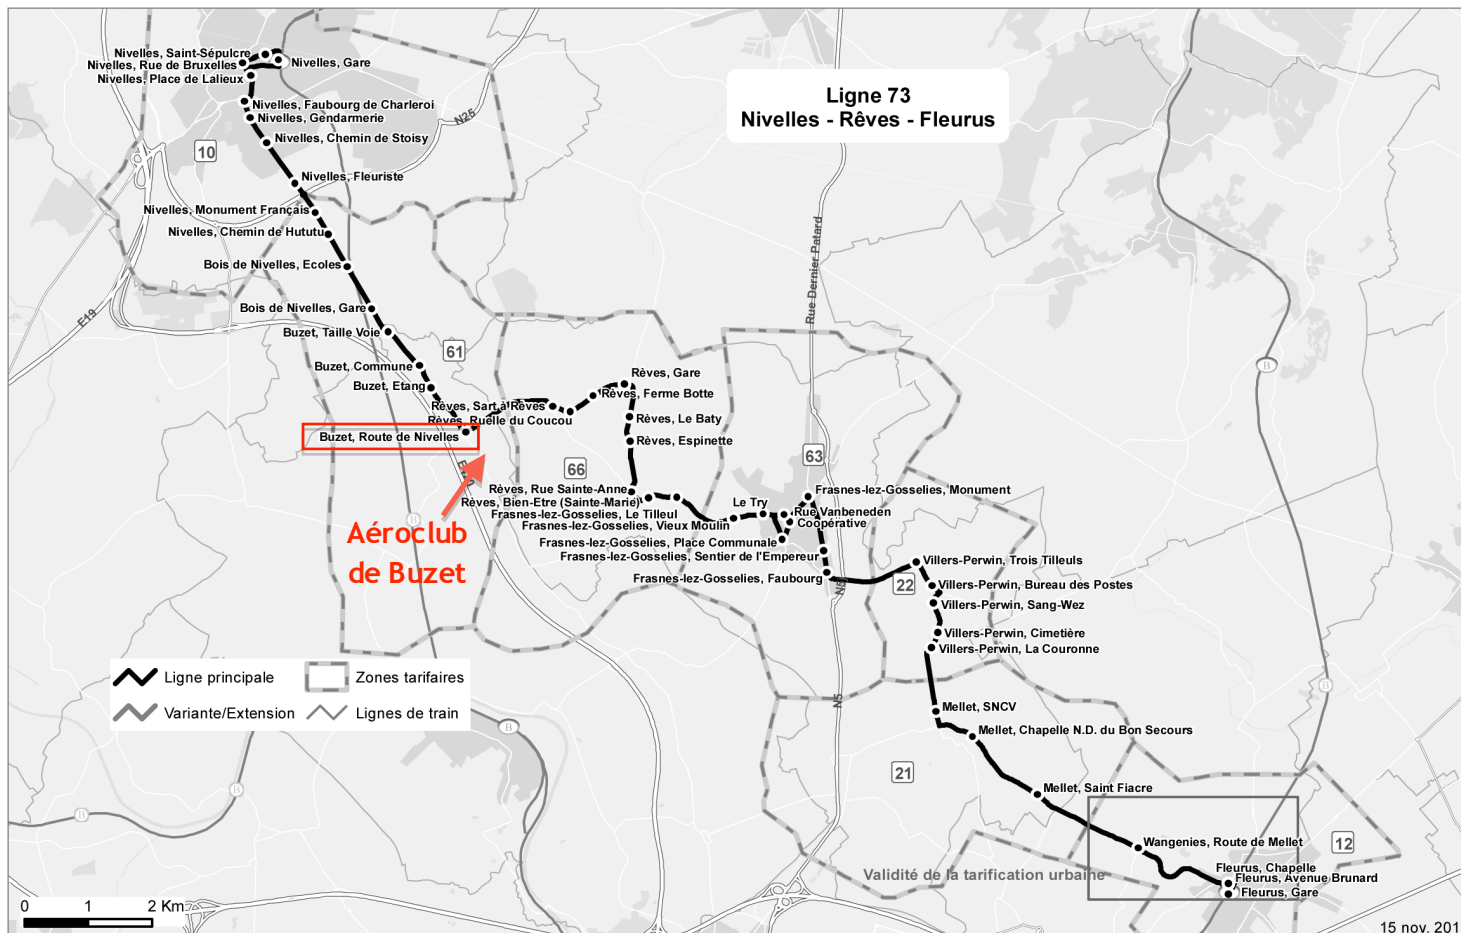 Ligne 73
Nivelles - Rêves - Fleurus
Nivelles, Saint-Sépulcre
Nivelles, Rue de Bruxelles
Nivelles, Gare
Nivelles, Place de Lalieux
Nivelles, Faubourg de Charleroi
Nivelles, Gendarmerie
N25
Nivelles, Chemin de Stoisy
10
Nivelles, Fleuriste
Nivelles, Monument Français
Nivelles, Chemin de Hututu
Rue Dernier Patard
Bois de Nivelles, Ecoles
Bois de Nivelles, Gare
E19
Buzet, Taille Voie
61
Buzet, Commune
B
Rèves, Gare
Buzet, Etang
Rèves, Ferme Botte
Rèves, Sart à Rèves
Rèves, Ruelle du Coucou
Rèves, Le Baty
Buzet, Route de Nivelles
Rèves, Espinette
63
66
Rèves, Rue Sainte-Anne
Frasnes-lez-Gosselies, Monument
Rèves, Bien-Etre (Sainte-Marie)
Le Try
Frasnes-lez-Gosselies, Le Tilleul
Rue Vanbeneden
Frasnes-lez-Gosselies, Vieux Moulin
Coopérative
B
Aéroclub
de Buzet
Frasnes-lez-Gosselies, Place Communale
Frasnes-lez-Gosselies, Sentier de l'Empereur
Villers-Perwin, Trois Tilleuls
Frasnes-lez-Gosselies, Faubourg
N5
22
Villers-Perwin, Bureau des Postes
Villers-Perwin, Sang-Wez
Villers-Perwin, Cimetière
Villers-Perwin, La Couronne
Ligne principale
Zones tarifaires
Variante/Extension
Lignes de train
B
B
N5
Mellet, SNCV
Mellet, Chapelle N.D. du Bon Secours
21
B
B
Mellet, Saint Fiacre
Wangenies, Route de Mellet
12
Validité de la tarification urbaine
Fleurus, Chapelle
Fleurus, Avenue Brunard
Fleurus, Gare
0 1 2 Km
15 nov. 201